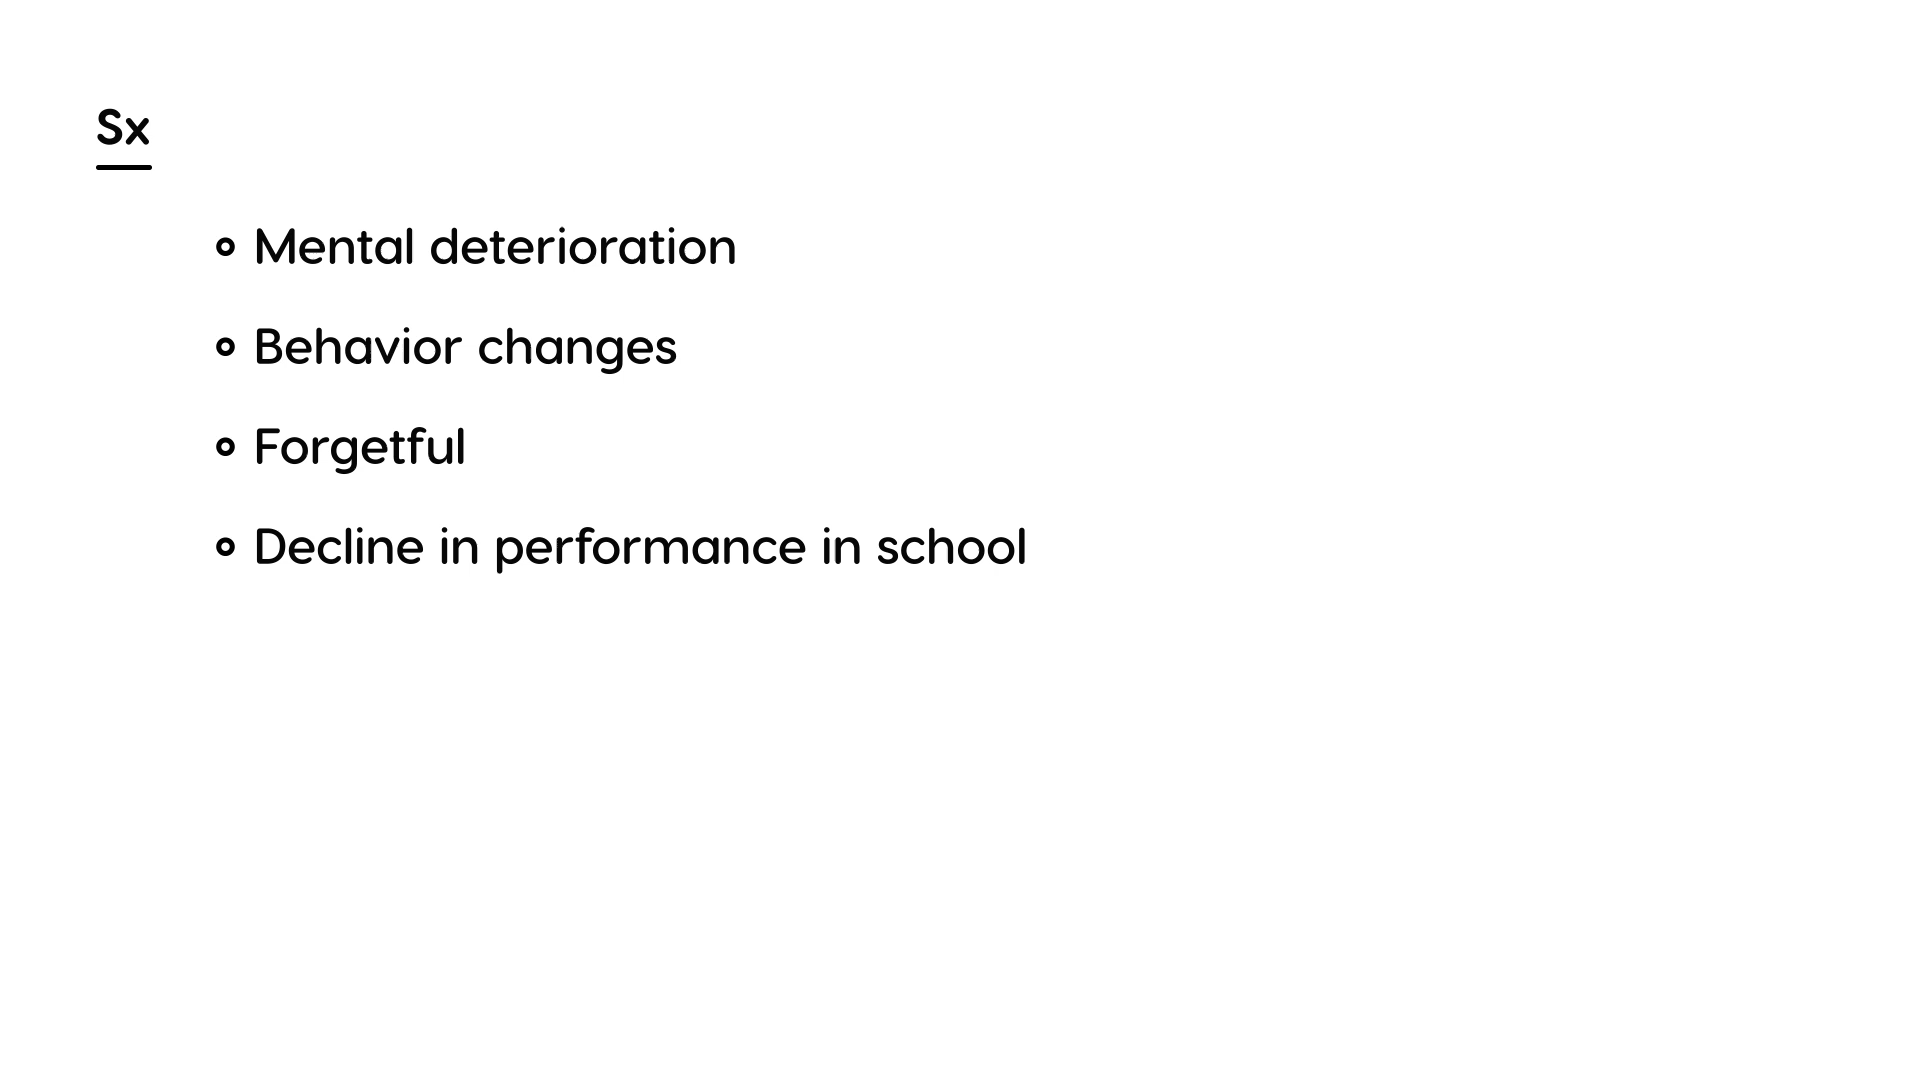 Sx
Mental deterioration
Behavior changes
Forgetful
Decline in performance in school